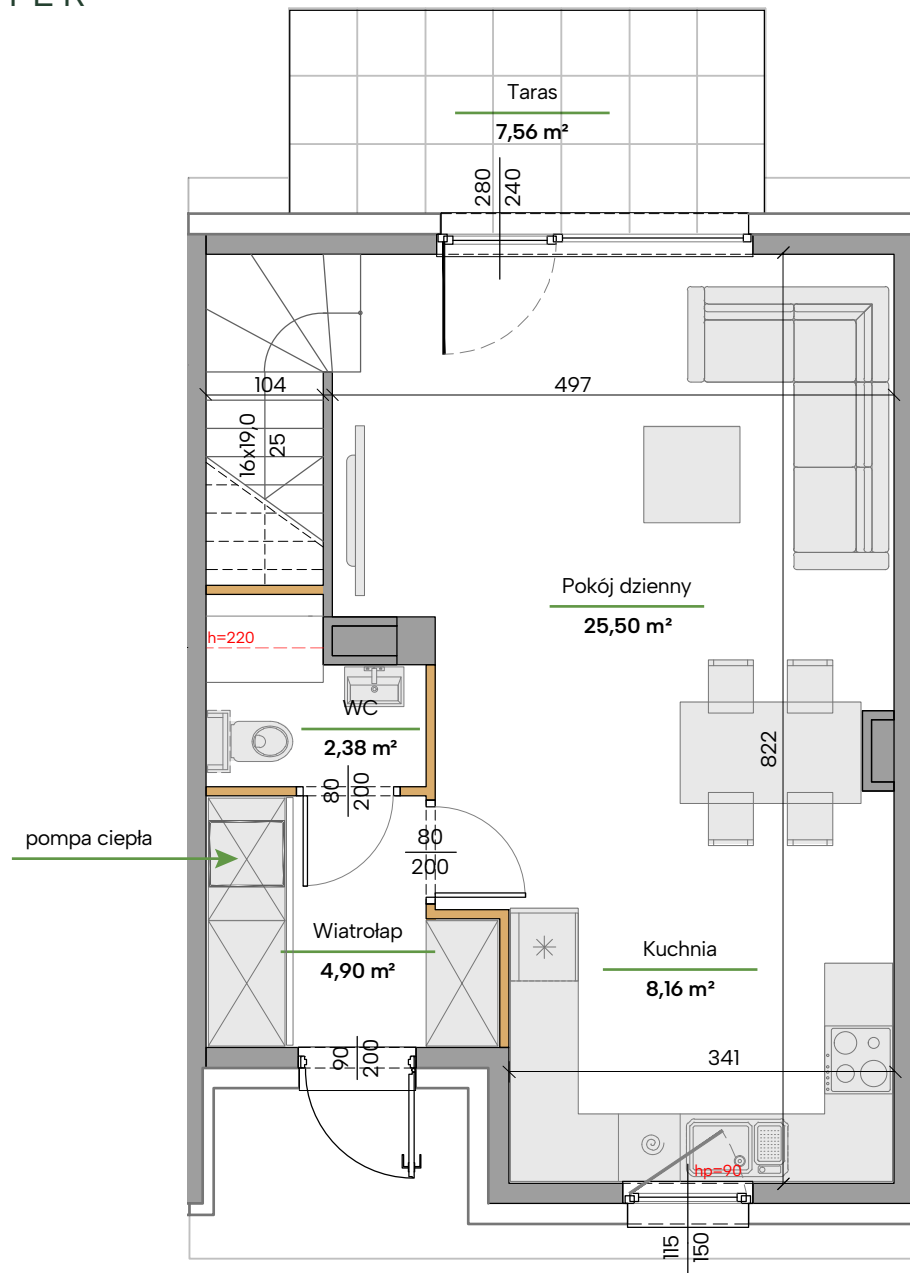 Taras
7,56 m²
280
240
104
497
16x19,0
25
Pokój dzienny
25,50 m²
h=220
WC
2,38 m²
822
80
200
80
200
pompa ciepła
Wiatrołap
4,90 m²
Kuchnia
8,16 m²
90
200
341
hp=90
115
150